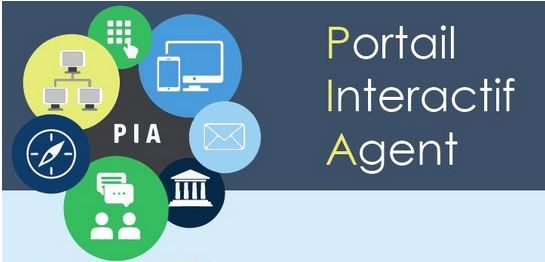 PIA
Portail
Interactif
Agent